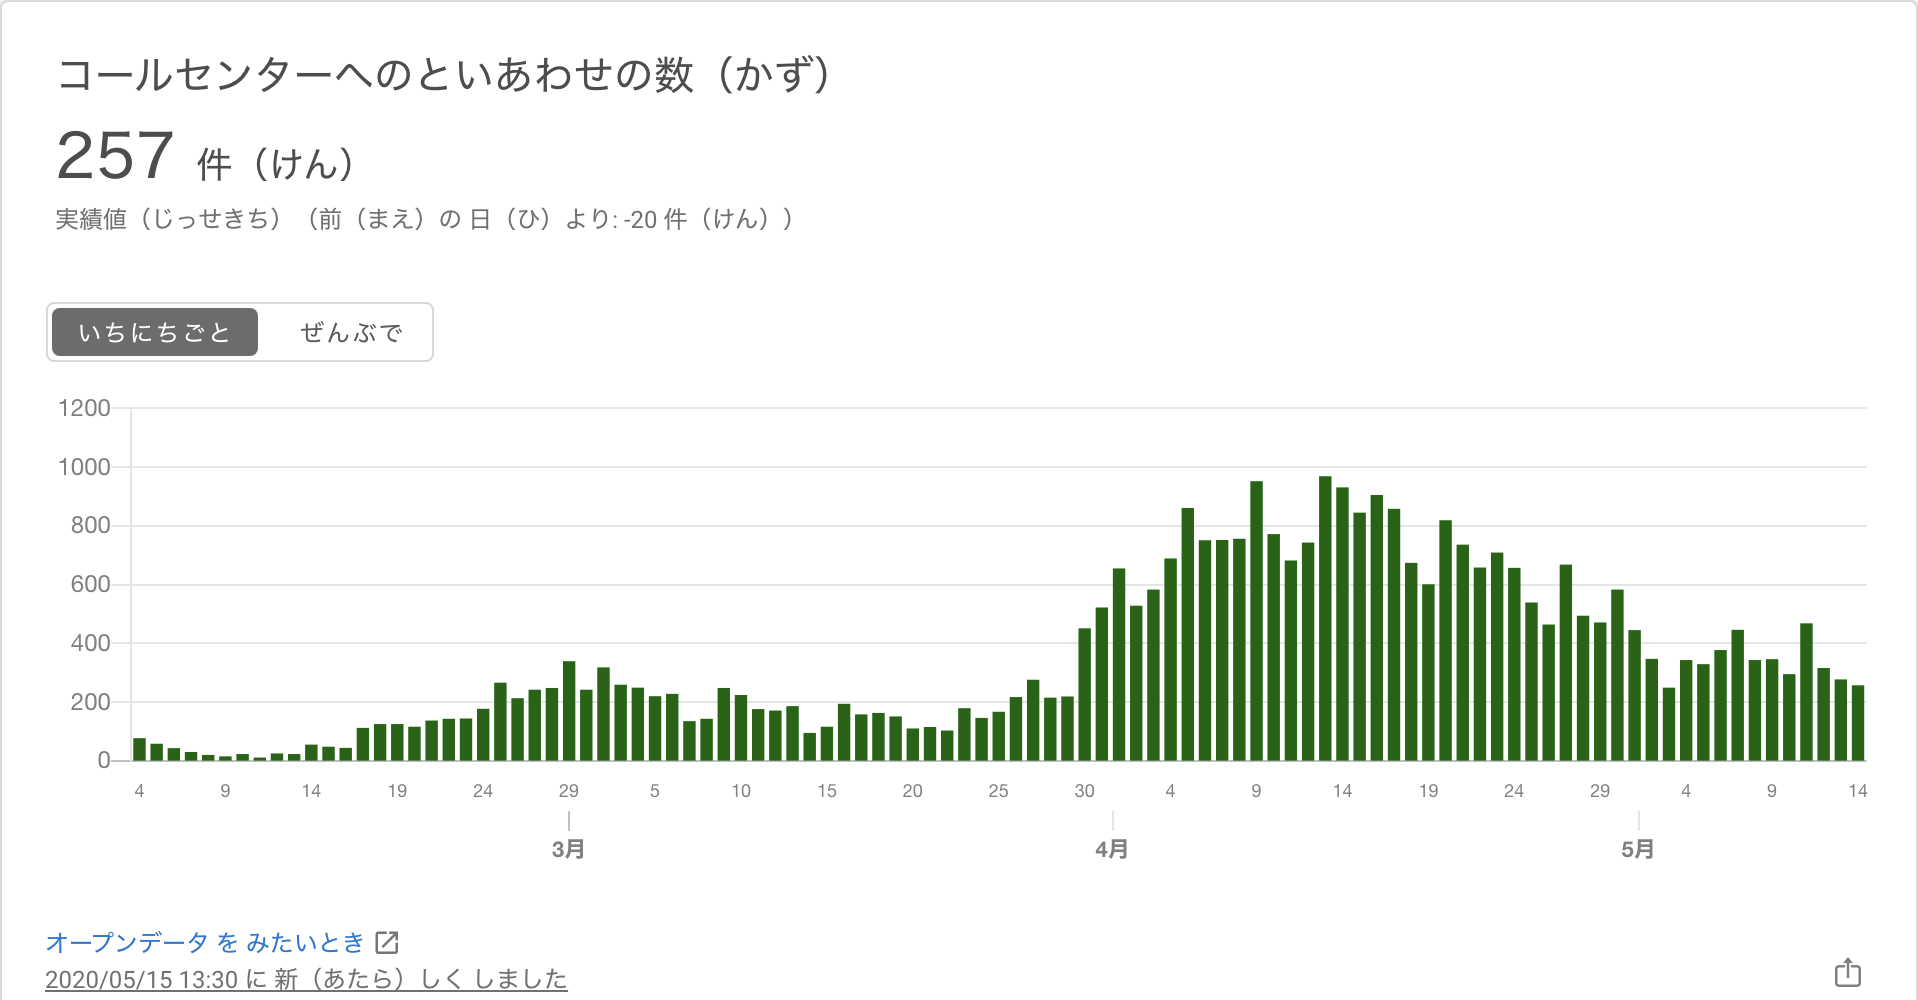 コールセンターへのといあわせの数（かず）
257 件（けん）
実績値（じっせきち）（前（まえ）の 日（ひ）より: -20 件（けん））
いちにちごと ぜんぶで
1200
1000
800
600
400
200
0
4 9 14 19 24 29 5 10 15 20 25 30 4 9 14 19 24 29 4 9 14
3月 4月 5月
オープンデータ を みたいとき
2020/05/15 13:30 に 新（あたら）しく しました